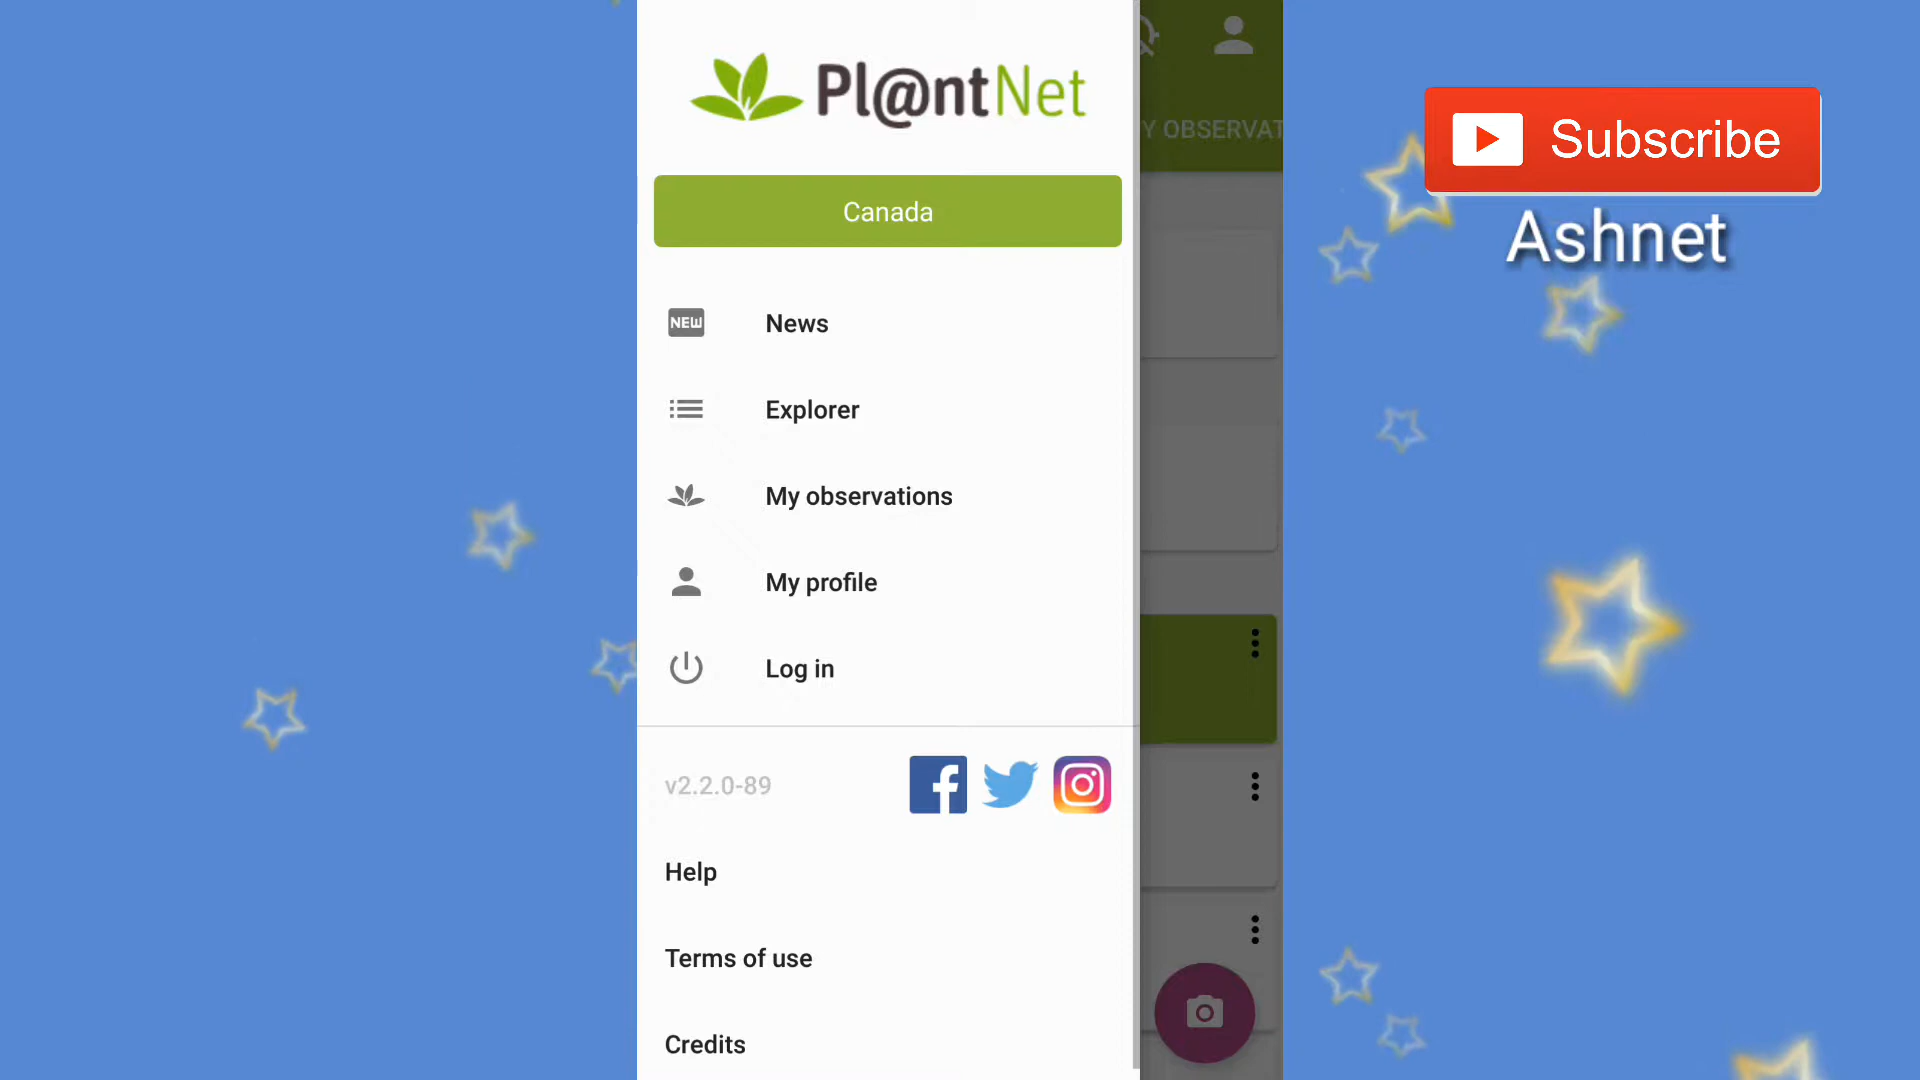 Pl@ntNet
Y OBSERVAT
Subscribe
Ashnet
Canada
NEW
News
Explorer
My observations
My profile
Log in
v2.2.0-89
Help
Terms of use
Credits